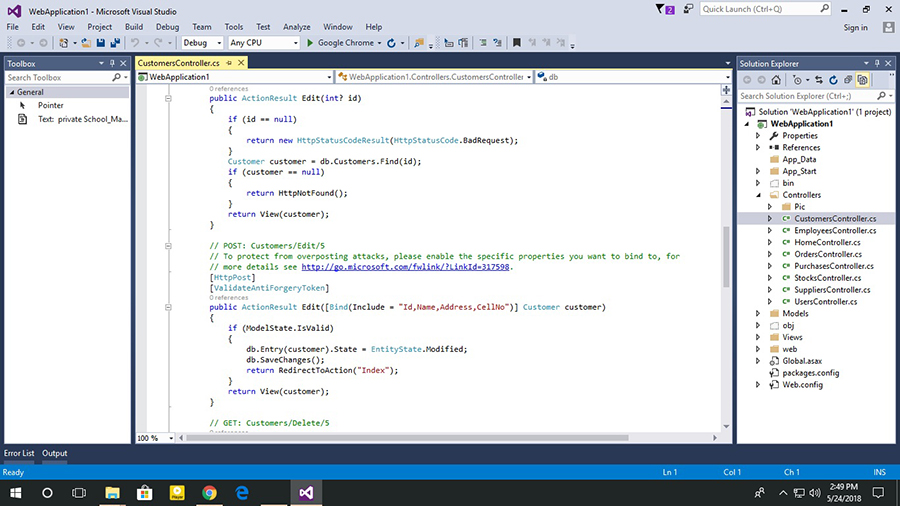 WebApplication1 - Microsoft Visual Studio
2
Quick Launch (Ctrl+Q)
File Edit View Project Build Debug Team Tools Test Analyze Window Help
Sign in
Debug Any CPU Google Chrome
Toolbox
Search Toolbox
General
Pointer
Text: private School_Ma...
CustomersController.cs
WebApplication1 WebApplication1.Controllers.CustomersController db
0 references
public ActionResult Edit(int? id)
{
if (id == null)
{
return new HttpStatusCodeResult(HttpStatusCode.BadRequest);
}
Customer customer = db.Customers.Find(id);
if (customer == null)
{
return HttpNotFound();
}
return View(customer);
}
// POST: Customers/Edit/5
// To protect from overposting attacks, please enable the specific properties you want to bind to, for
// more details see http://go.microsoft.com/fwlink/?LinkId=317598.
[HttpPost]
[ValidateAntiForgeryToken]
0 references
public ActionResult Edit([Bind(Include = "Id,Name,Address,CellNo")] Customer customer)
{
if (ModelState.IsValid)
{
db.Entry(customer).State = EntityState.Modified;
db.SaveChanges();
return RedirectToAction("Index");
}
return View(customer);
}
// GET: Customers/Delete/5
100 %
Solution Explorer
Search Solution Explorer (Ctrl+;)
Solution 'WebApplication1' (1 project)
WebApplication1
Properties
References
App_Data
App_Start
bin
Controllers
Pic
CustomersController.cs
EmployeesController.cs
HomeController.cs
OrdersController.cs
PurchasesController.cs
StocksController.cs
SuppliersController.cs
UsersController.cs
Models
obj
Views
web
Global.asax
packages.config
Web.config
Error List Output
Ready Ln 1 Col 1 Ch 1 INS
Player
2:49 PM
5/24/2018